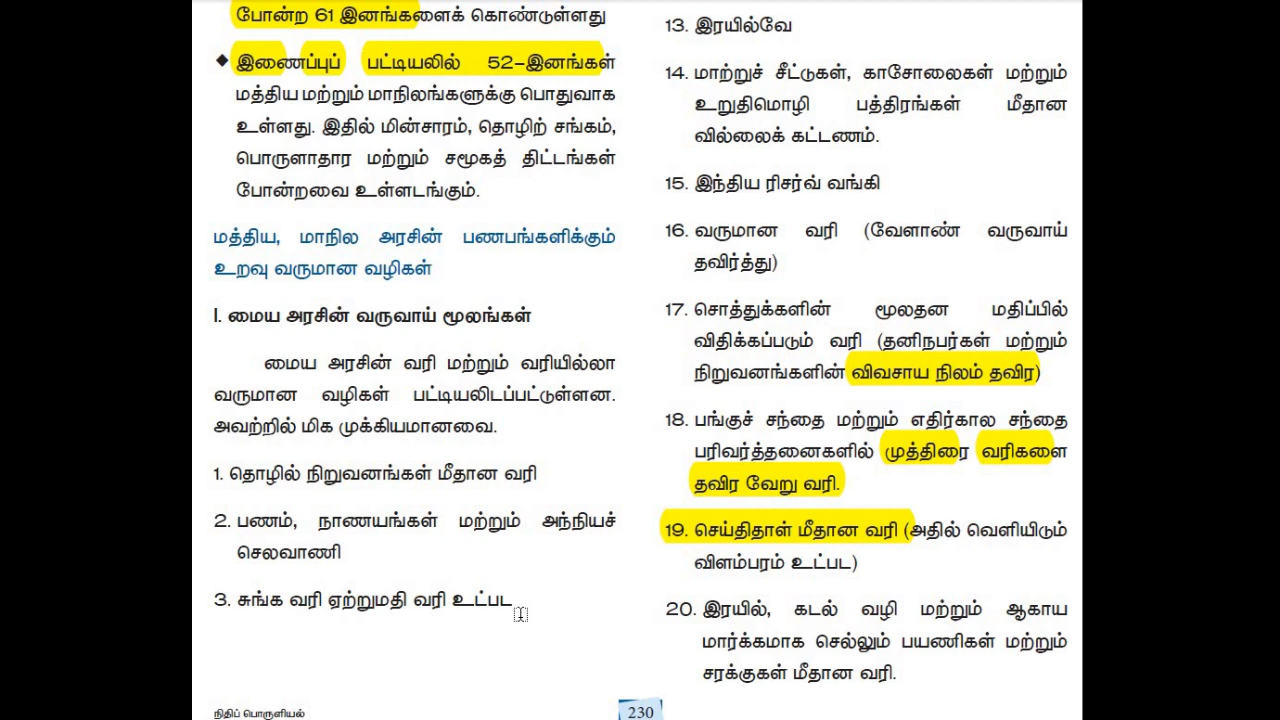 போன்ற 61 இனங்களைக் கொண்டுள்ளது
◆ இணைப்புப் பட்டியலில் 52-இனங்கள்
மத்திய மற்றும் மாநிலங்களுக்கு பொதுவாக
உள்ளது. இதில் மின்சாரம், தொழிற் சங்கம்,
பொருளாதார மற்றும் சமூகத் திட்டங்கள்
போன்றவை உள்ளடங்கும்.
மத்திய, மாநில அரசின் பணபங்களிக்கும்
உறவு வருமான வழிகள்
I. மைய அரசின் வருவாய் மூலங்கள்
மைய அரசின் வரி மற்றும் வரியில்லா
வருமான வழிகள் பட்டியலிடப்பட்டுள்ளன.
அவற்றில் மிக முக்கியமானவை.
1. தொழில் நிறுவனங்கள் மீதான வரி
2. பணம், நாணயங்கள் மற்றும் அந்நியச்
செலவாணி
3. சுங்க வரி ஏற்றுமதி வரி உட்பட
13. இரயில்வே
14. மாற்றுச் சீட்டுகள், காசோலைகள் மற்றும்
உறுதிமொழி பத்திரங்கள் மீதான
வில்லைக் கட்டணம்.
15. இந்திய ரிசர்வ் வங்கி
16. வருமான வரி (வேளாண் வருவாய்
தவிர்த்து)
17. சொத்துக்களின் மூலதன மதிப்பில்
விதிக்கப்படும் வரி (தனிநபர்கள் மற்றும்
நிறுவனங்களின் விவசாய நிலம் தவிர)
18. பங்குச் சந்தை மற்றும் எதிர்கால சந்தை
பரிவர்த்தனைகளில் முத்திரை வரிகளை
தவிர வேறு வரி.
19. செய்திதாள் மீதான வரி (அதில் வெளியிடும்
விளம்பரம் உட்பட)
20. இரயில், கடல் வழி மற்றும் ஆகாய
மார்க்கமாக செல்லும் பயணிகள் மற்றும்
சரக்குகள் மீதான வரி.
நிதிப் பொருளியல்
230